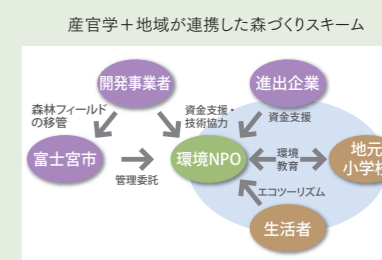 産官学＋地域が連携した森づくりスキーム
開発事業者
進出企業
森林フィールド
の移管
資金支援・
技術協力
資金支援
富士宮市
環境NPO
環境
教育
地元
小学校
管理委託
エコツーリズム
生活者